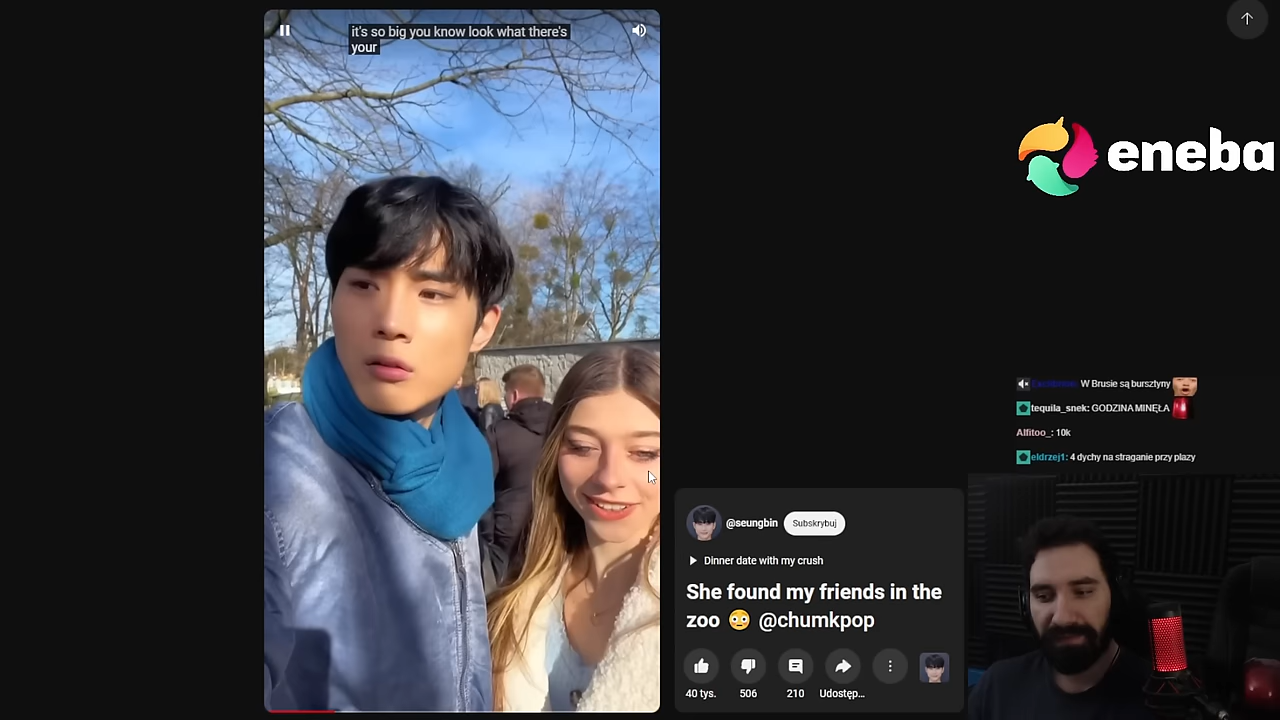 it's so big you know look what there's
your
eneba
W Brusie są bursztyny
tequila_snek: GODZINA MINĘŁA
Alfitoo_: 10k
eldrzej1: 4 dychy na straganie przy plazy
@seungbin
Subskrybuj
Dinner date with my crush
She found my friends in the
zoo 😳 @chumkpop
40 tys.
506
210
Udostęp...